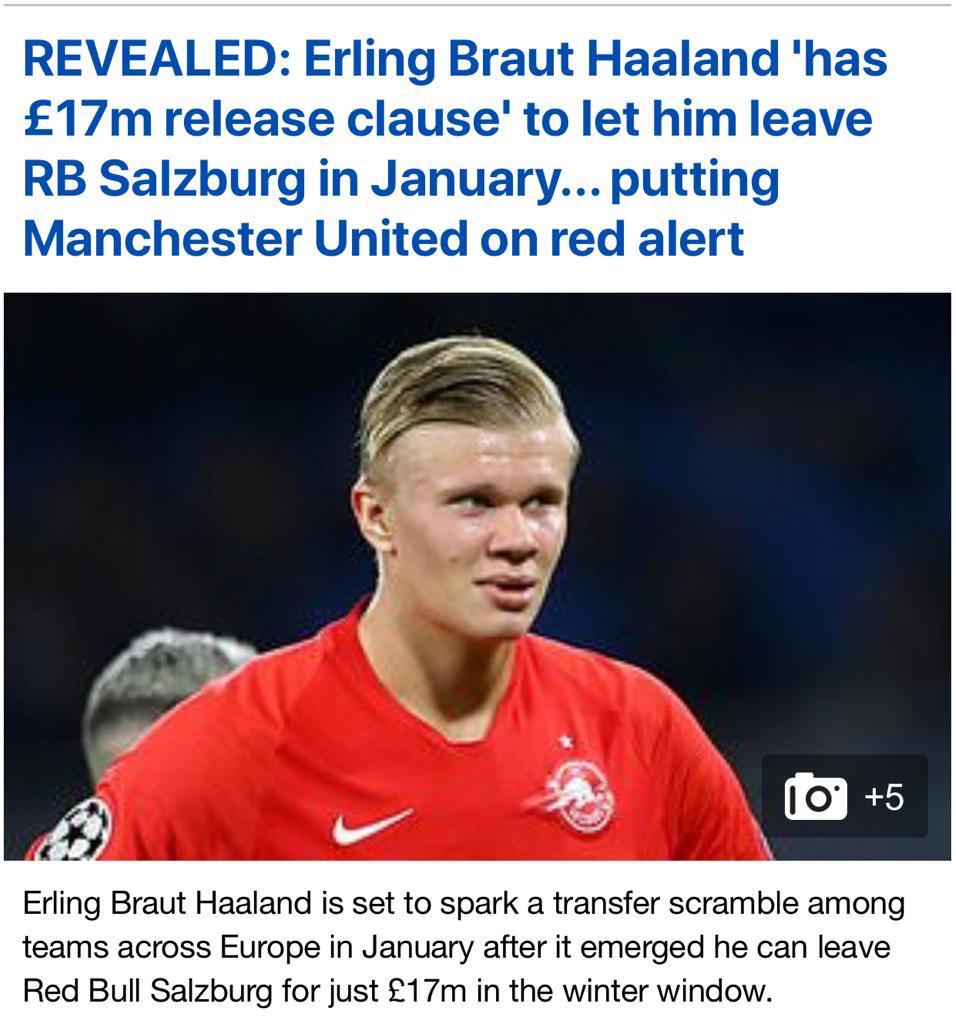 REVEALED: Erling Braut Haaland 'has
£17m release clause' to let him leave
RB Salzburg in January... putting
Manchester United on red alert
+5
Erling Braut Haaland is set to spark a transfer scramble among
teams across Europe in January after it emerged he can leave
Red Bull Salzburg for just £17m in the winter window.